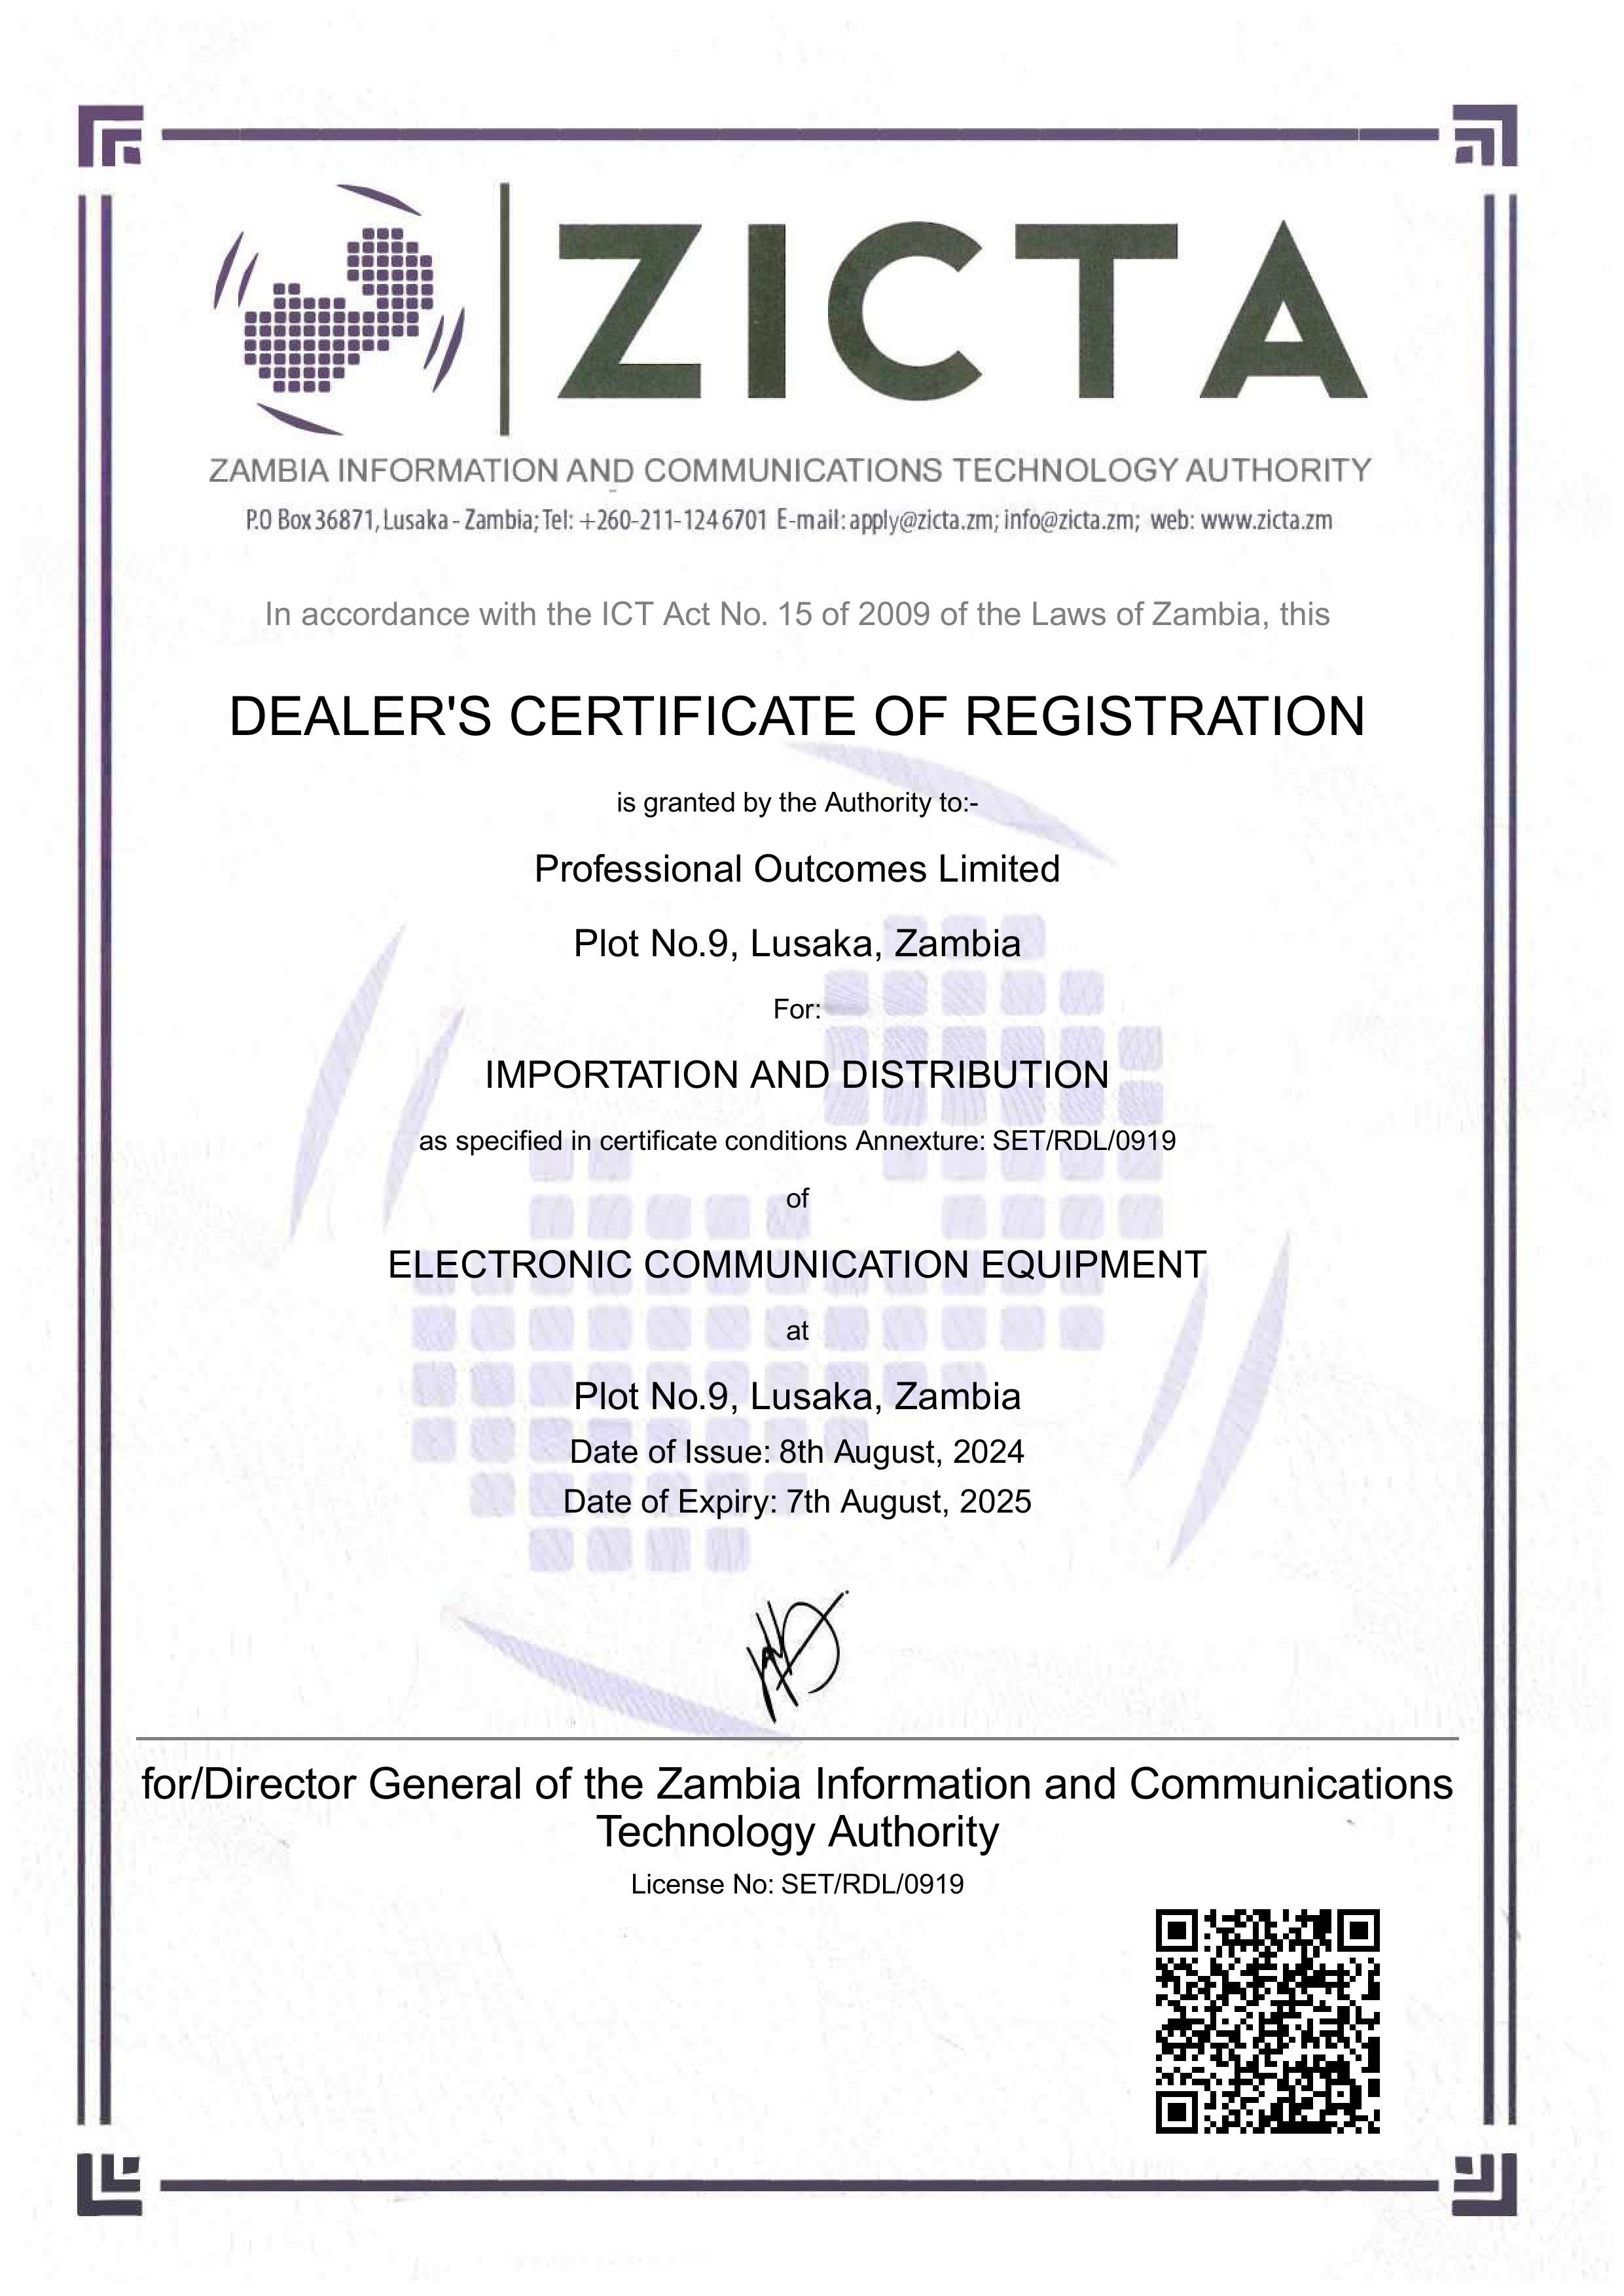 ZICTA
ZAMBIA INFORMATION AND COMMUNICATIONS TECHNOLOGY AUTHORITY
P.O Box 36871, Lusaka - Zambia; Tel: +260-211-1246701 E-mail: apply@zicta.zm; info@zicta.zm; web: www.zicta.zm
In accordance with the ICT Act No. 15 of 2009 of the Laws of Zambia, this
DEALER'S CERTIFICATE OF REGISTRATION
is granted by the Authority to:-
Professional Outcomes Limited
Plot No.9, Lusaka, Zambia
For:
IMPORTATION AND DISTRIBUTION
as specified in certificate conditions Annexture: SET/RDL/0919
of
ELECTRONIC COMMUNICATION EQUIPMENT
at
Plot No.9, Lusaka, Zambia
Date of Issue: 8th August, 2024
Date of Expiry: 7th August, 2025
for/Director General of the Zambia Information and Communications
Technology Authority
License No: SET/RDL/0919